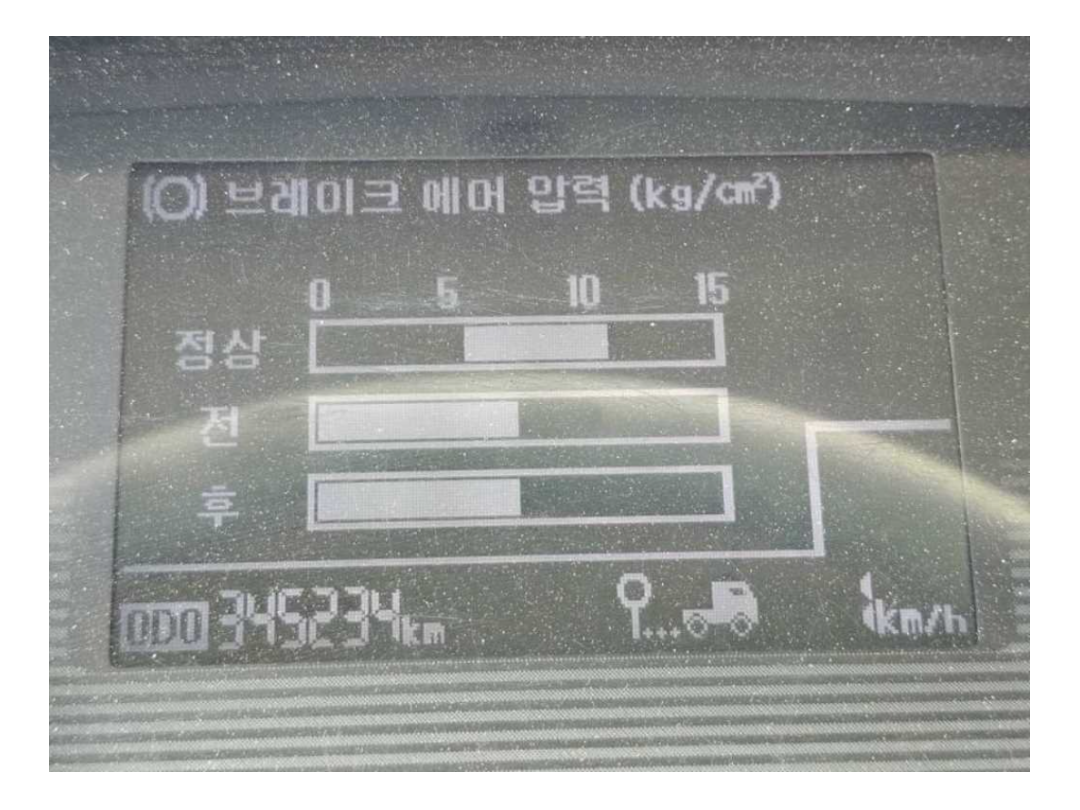 브레이크 에어 압력 (kg/cm²)
0 5 10 15
정상
전
후
ODO 345234km km/h